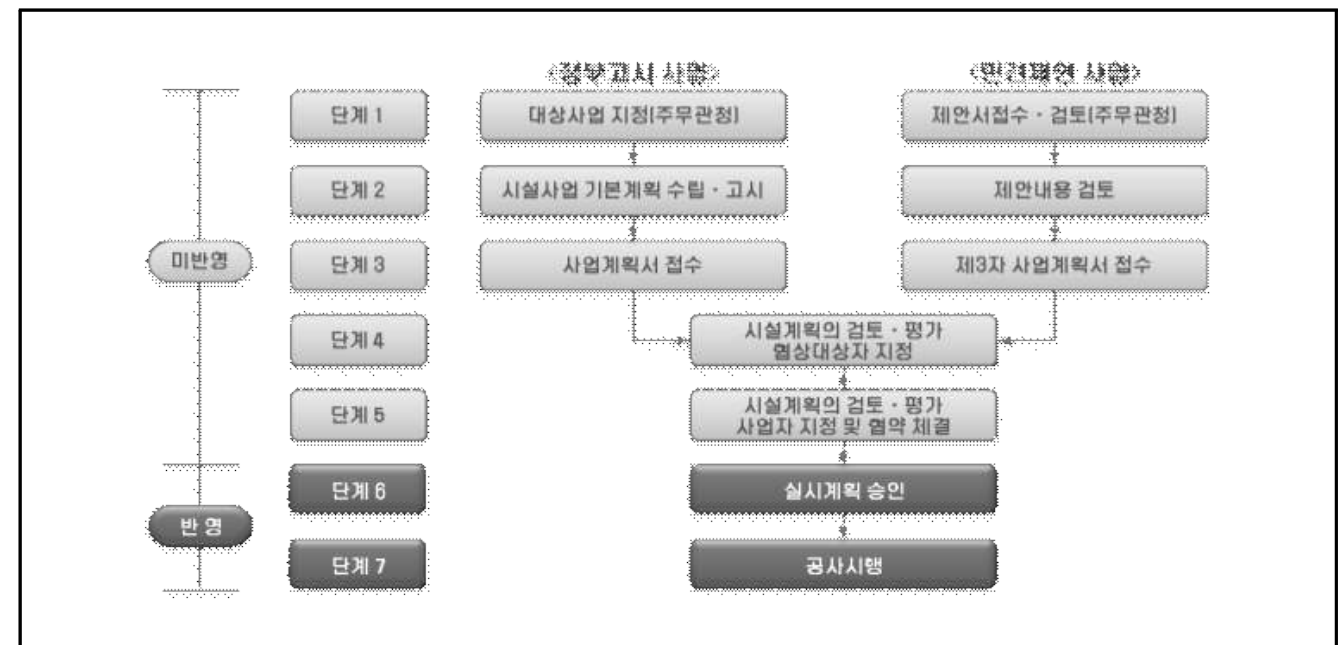 <정부고시 사업>
<민간제안 사업>
단계 1
대상사업 지정(주무관청)
제안서접수 · 검토(주무관청)
단계 2
시설사업 기본계획 수립 · 고시
제안내용 검토
미반영
단계 3
사업계획서 접수
제3자 사업계획서 접수
단계 4
시설계획의 검토 · 평가
협상대상자 지정
단계 5
시설계획의 검토 · 평가
사업자 지정 및 협약 체결
단계 6
실시계획 승인
반 영
단계 7
공사시행